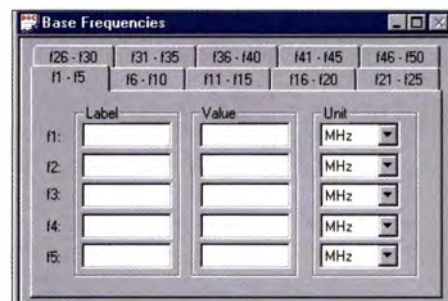 Base Frequencies
f26 - f30 f31 - f35 f36 - f40 f41 - f45 f46 - f50
f1 - f5 f6 - f10 f11 - f15 f16 - f20 f21 - f25
Label Value Unit
f1: MHz
f2: MHz
f3: MHz
f4: MHz
f5: MHz